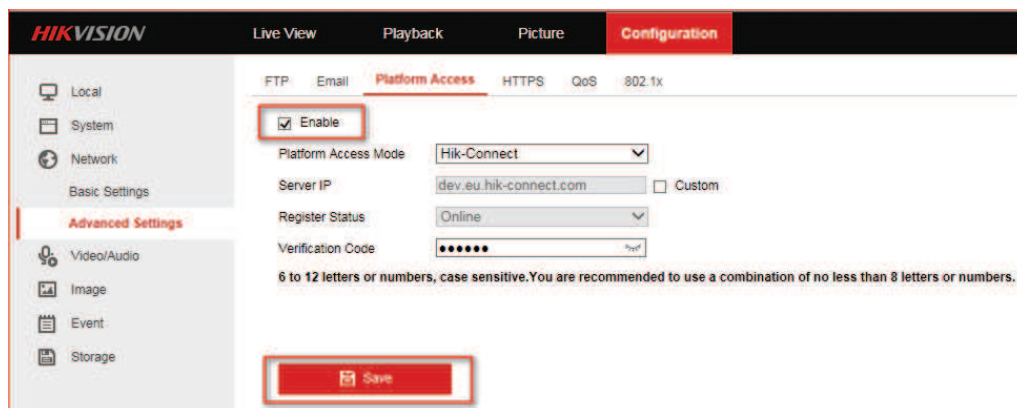 HIKVISION
Live View Playback Picture Configuration
Local
System
Network
Basic Settings
Advanced Settings
Video/Audio
Image
Event
Storage
FTP Email Platform Access HTTPS QoS 802.1x
Enable
Platform Access Mode Hik-Connect
Server IP dev.eu.hik-connect.com Custom
Register Status Online
Verification Code ●●●●●●
6 to 12 letters or numbers, case sensitive.You are recommended to use a combination of no less than 8 letters or numbers.
Save